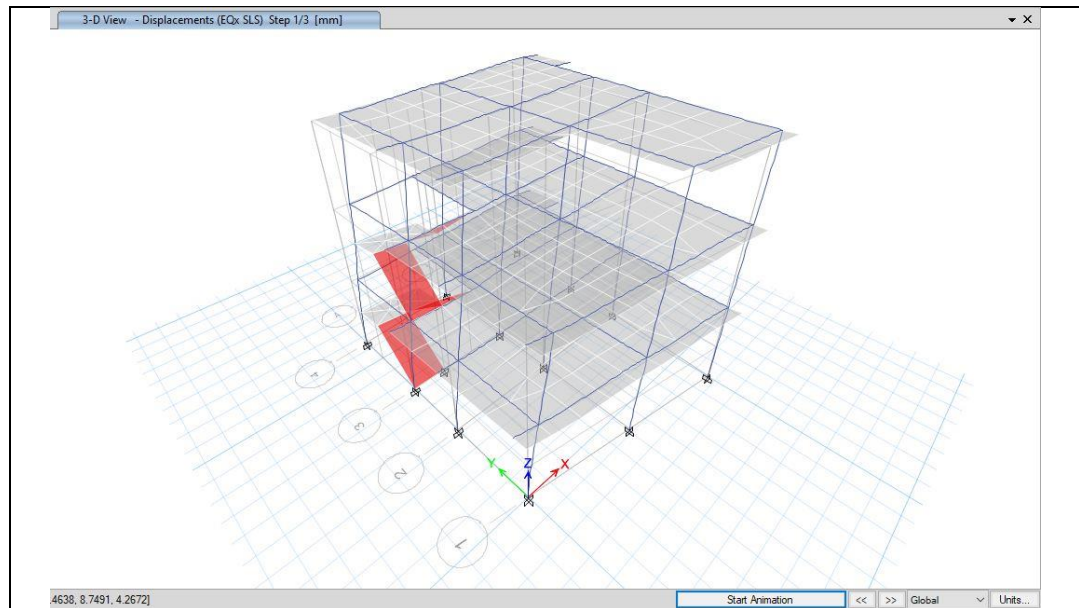 3-D View - Displacements (EQx SLS) Step 1/3 [mm]
Y
Z
X
3
2
1
.4638, 8.7491, 4.2672]
Start Animation
<<
>>
Global
Units...